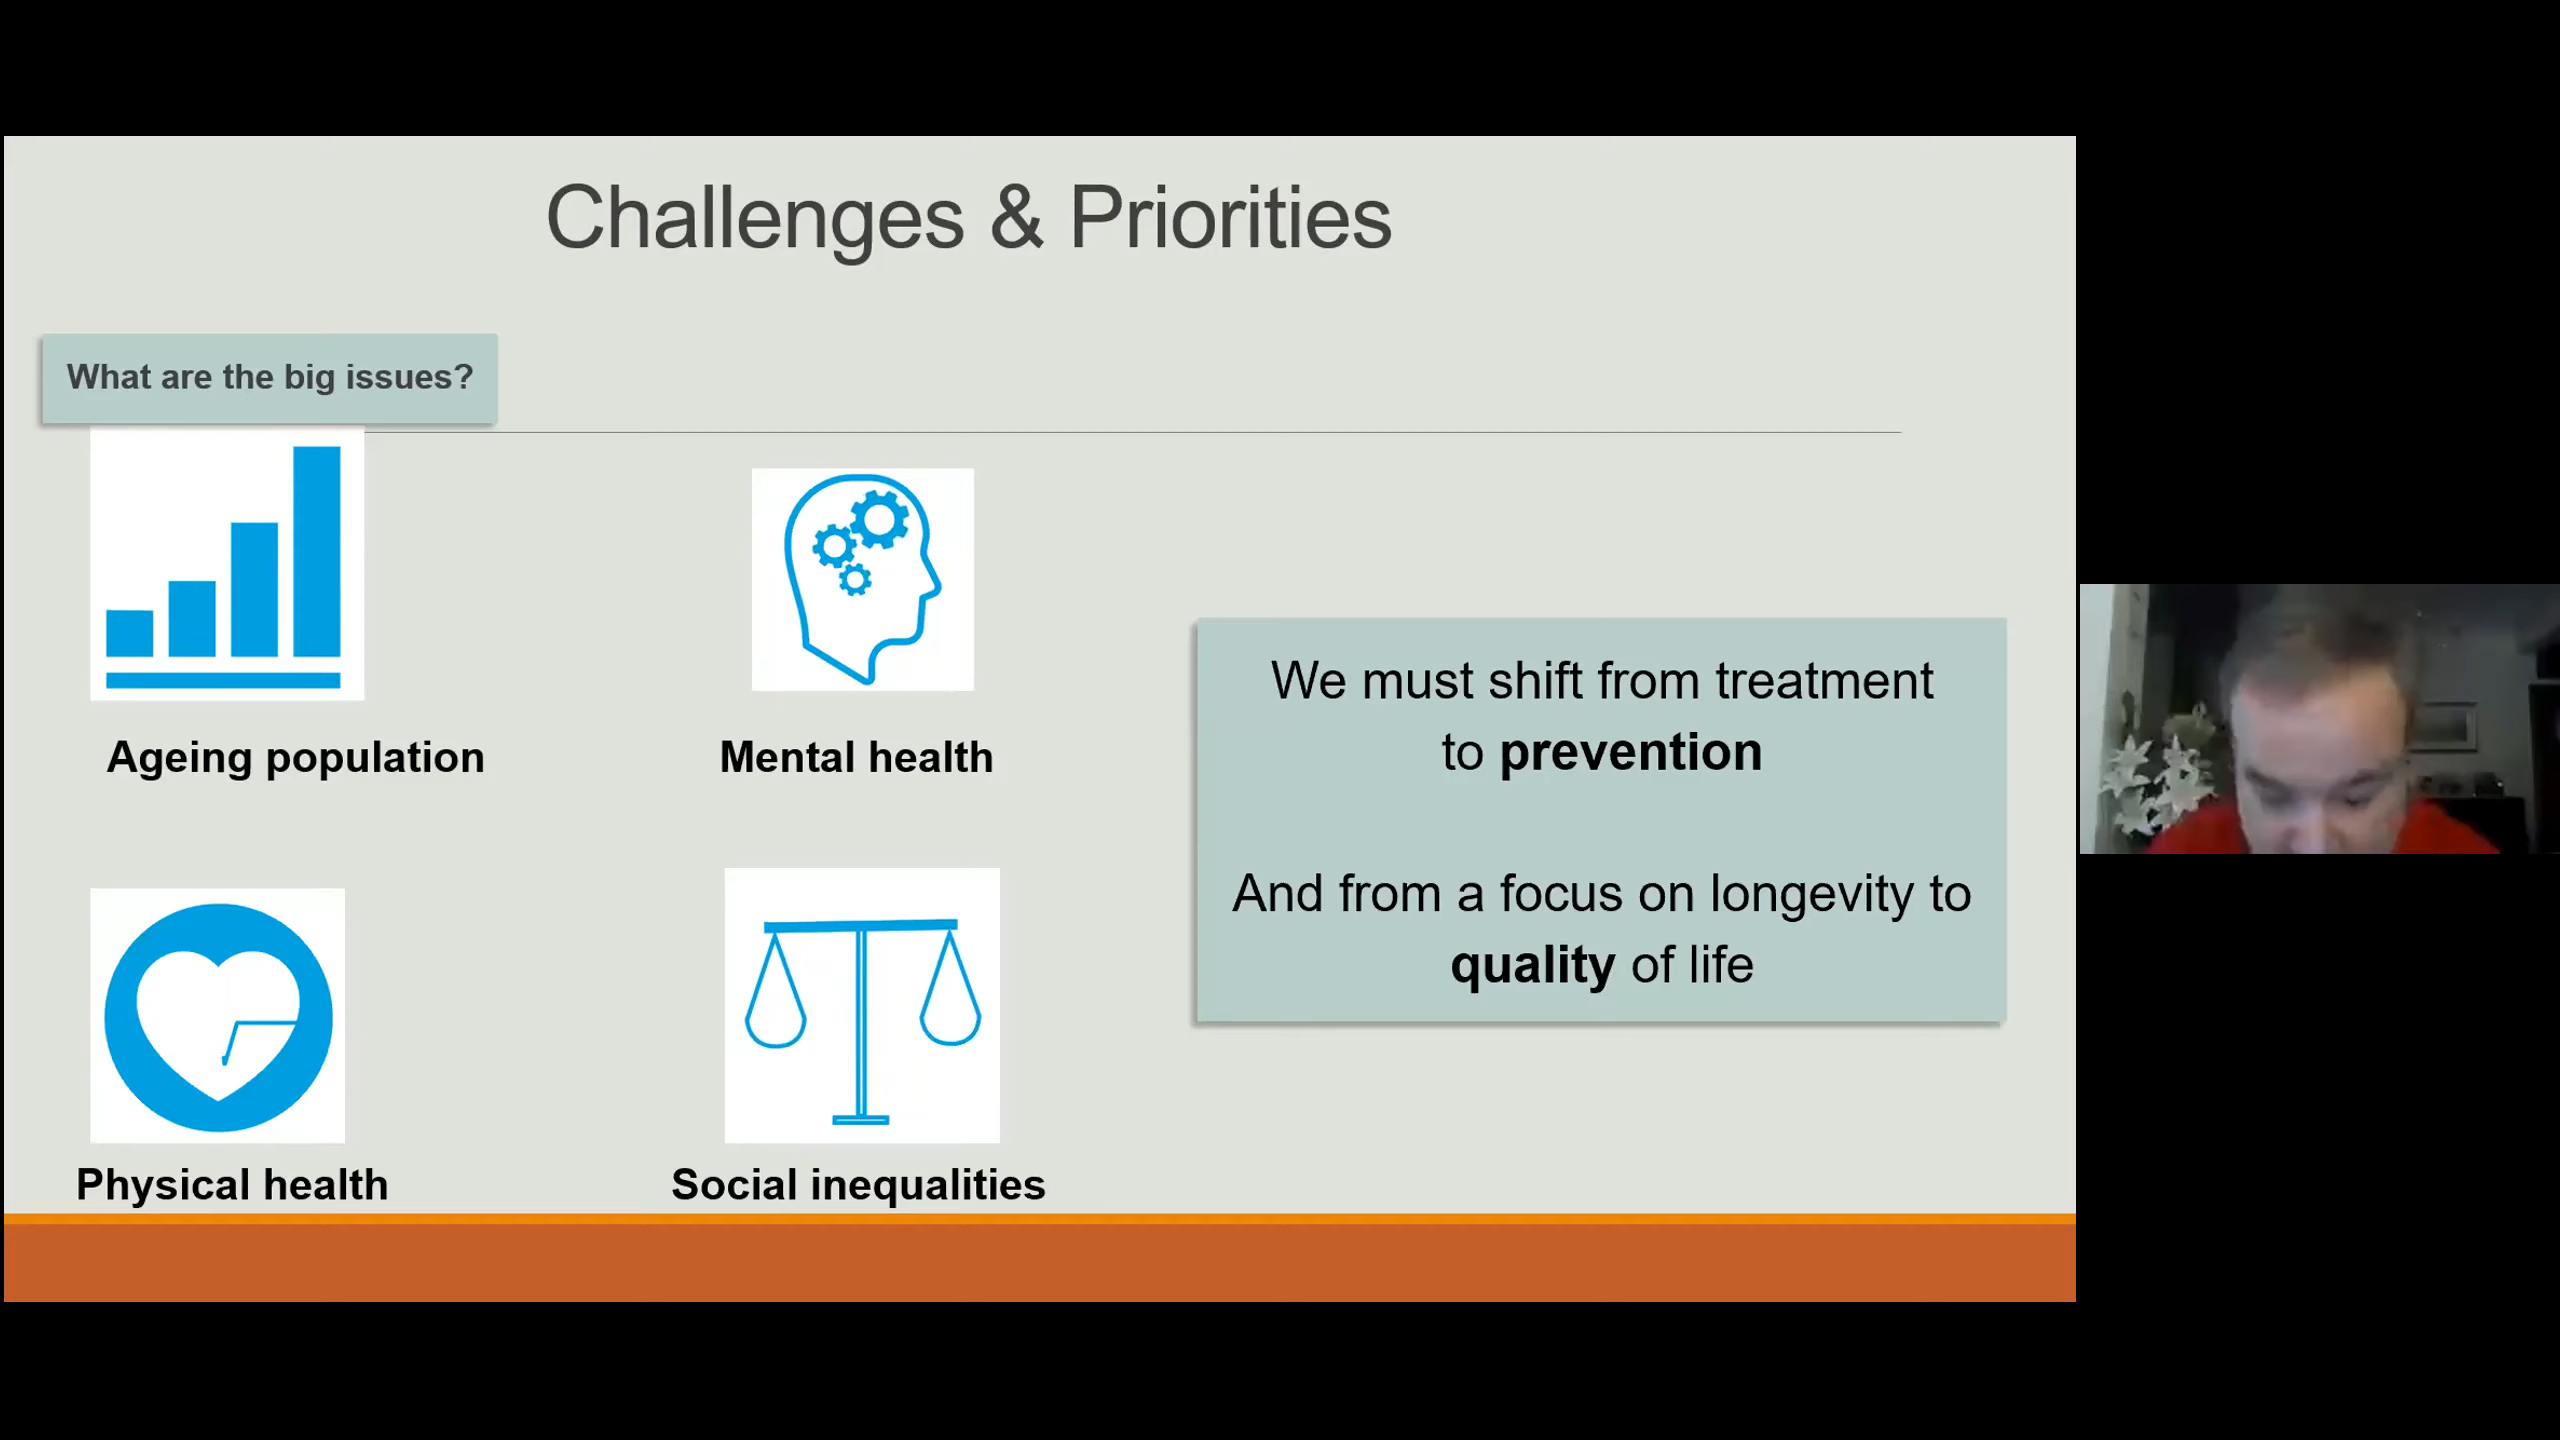 Challenges & Priorities
What are the big issues?
Ageing population
Mental health
Physical health
Social inequalities
We must shift from treatment
to prevention
And from a focus on longevity to
quality of life